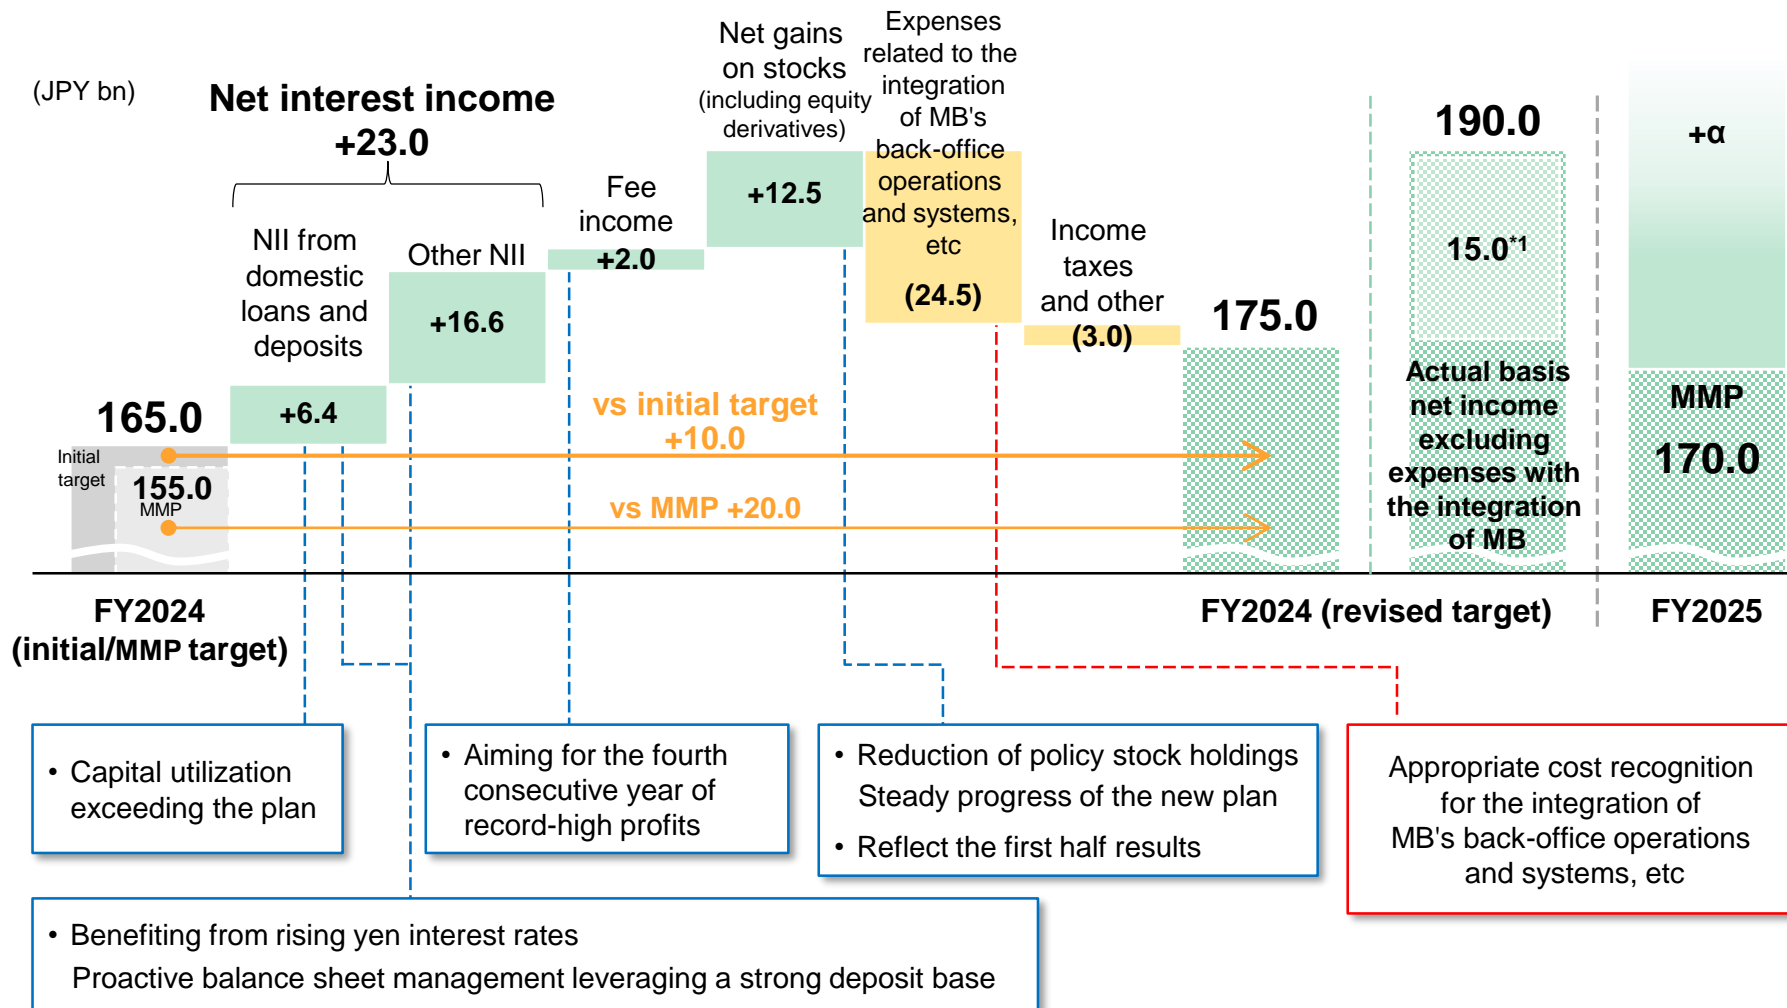 (JPY bn)
Net interest income
+23.0
NII from
domestic
loans and
deposits
+6.4
Other NII
+16.6
Fee
income
+2.0
Net gains
on stocks
(including equity
derivatives)
+12.5
Expenses
related to the
integration
of MB's
back-office
operations
and systems,
etc
(24.5)
Income
taxes
and other
(3.0)
165.0
Initial
target
155.0
MMP
vs initial target
+10.0
vs MMP +20.0
175.0
190.0
15.0*1
Actual basis
net income
excluding
expenses with
the integration
of MB
+α
MMP
170.0
FY2024
(initial/MMP target)
FY2024 (revised target)
FY2025
• Capital utilization
exceeding the plan
• Aiming for the fourth
consecutive year of
record-high profits
• Reduction of policy stock holdings
Steady progress of the new plan
• Reflect the first half results
Appropriate cost recognition
for the integration of
MB's back-office operations
and systems, etc
• Benefiting from rising yen interest rates
Proactive balance sheet management leveraging a strong deposit base